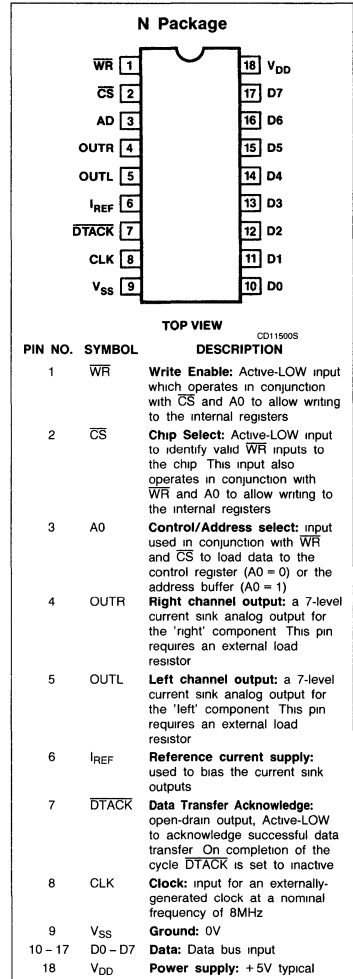 N Package
WR 1
18 VDD
CS 2
17 D7
AD 3
16 D6
OUTR 4
15 D5
OUTL 5
14 D4
IREF 6
13 D3
DTACK 7
12 D2
CLK 8
11 D1
VSS 9
10 D0
TOP VIEW
CD11500S
PIN NO. SYMBOL DESCRIPTION
1 WR Write Enable: Active-LOW input
which operates in conjunction
with CS and A0 to allow writing
to the internal registers
2 CS Chip Select: Active-LOW input
to identify valid WR inputs to
the chip This input also
operates in conjunction with
WR and A0 to allow writing to
the internal registers
3 A0 Control/Address select: input
used in conjunction with WR
and CS to load data to the
control register (A0 = 0) or the
address buffer (A0 = 1)
4 OUTR Right channel output: a 7-level
current sink analog output for
the 'right' component This pin
requires an external load
resistor
5 OUTL Left channel output: a 7-level
current sink analog output for
the 'left' component This pin
requires an external load
resistor
6 IREF Reference current supply:
used to bias the current sink
outputs
7 DTACK Data Transfer Acknowledge:
open-drain output, Active-LOW
to acknowledge successful data
transfer On completion of the
cycle DTACK is set to inactive
8 CLK Clock: input for an externally-
generated clock at a nominal
frequency of 8MHz
9 VSS Ground: 0V
10 – 17 D0 – D7 Data: Data bus input
18 VDD Power supply: +5V typical